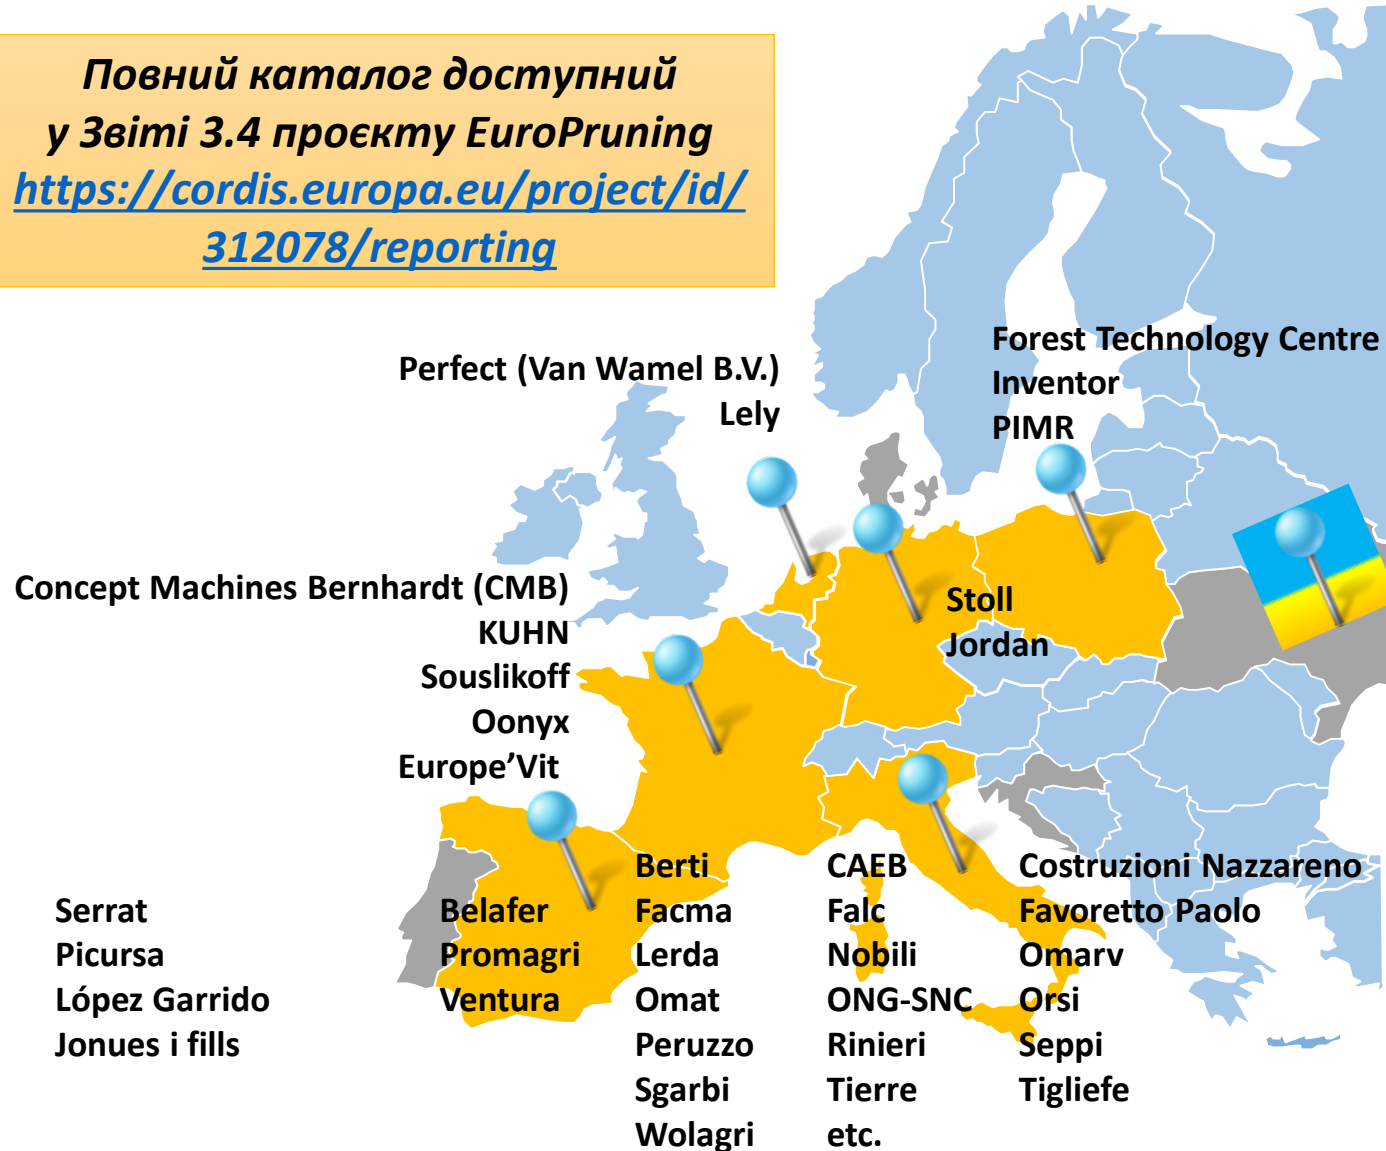 Повний каталог доступний
у Звіті 3.4 проєкту EuroPruning
https://cordis.europa.eu/project/id/
312078/reporting
Perfect (Van Wamel B.V.)
Lely
Forest Technology Centre
Inventor
PIMR
Concept Machines Bernhardt (CMB)
KUHN
Souslikoff
Oonyx
Europe’Vit
Stoll
Jordan
Serrat
Picursa
López Garrido
Jonues i fills
Belafer
Promagri
Ventura
Berti
Facma
Lerda
Omat
Peruzzo
Sgarbi
Wolagri
CAEB
Falc
Nobili
ONG-SNC
Rinieri
Tierre
etc.
Costruzioni Nazzareno
Favoretto Paolo
Omarv
Orsi
Seppi
Tigliefe